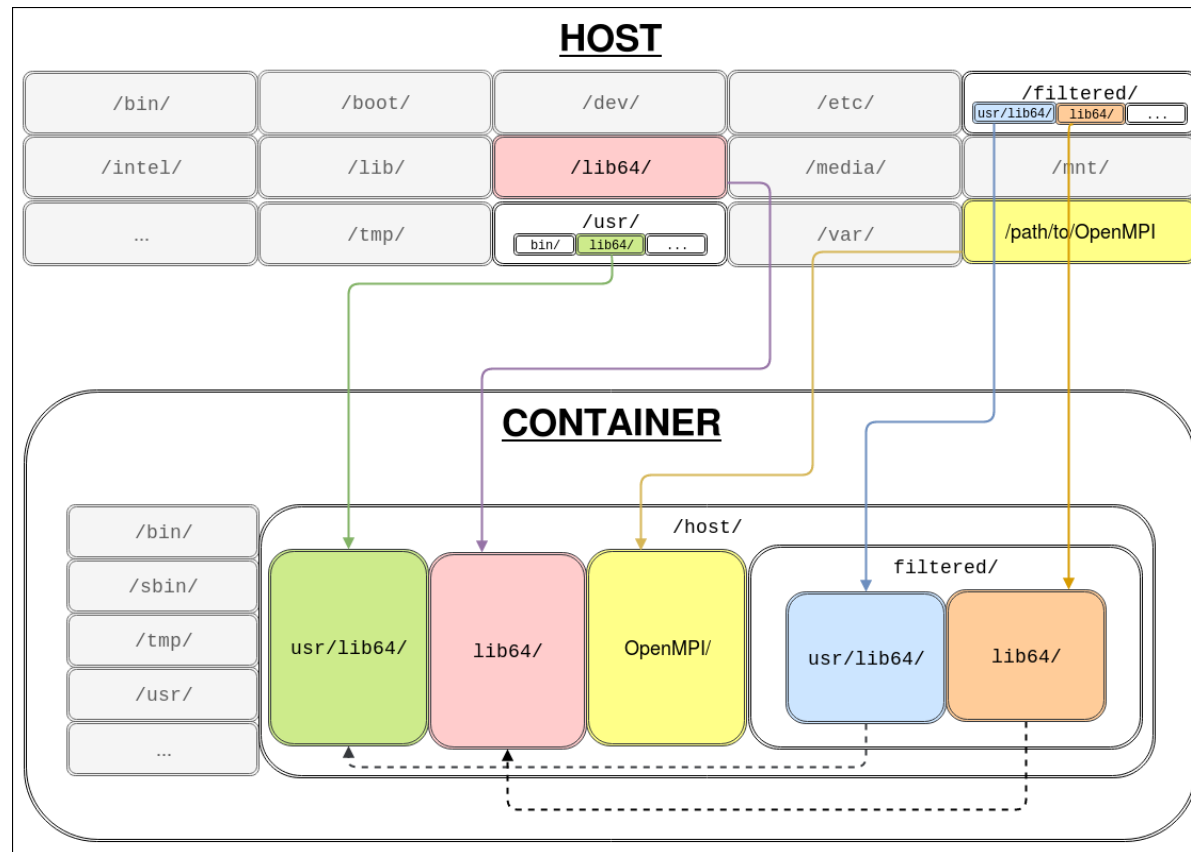 HOST
/bin/
/boot/
/dev/
/etc/
/filtered/
usr/lib64/
lib64/
...
/intel/
/lib/
/lib64/
/media/
/mnt/
...
/tmp/
/usr/
bin/
lib64/
...
/var/
/path/to/OpenMPI
CONTAINER
/bin/
/sbin/
/tmp/
/usr/
...
/host/
usr/lib64/
lib64/
OpenMPI/
filtered/
usr/lib64/
lib64/